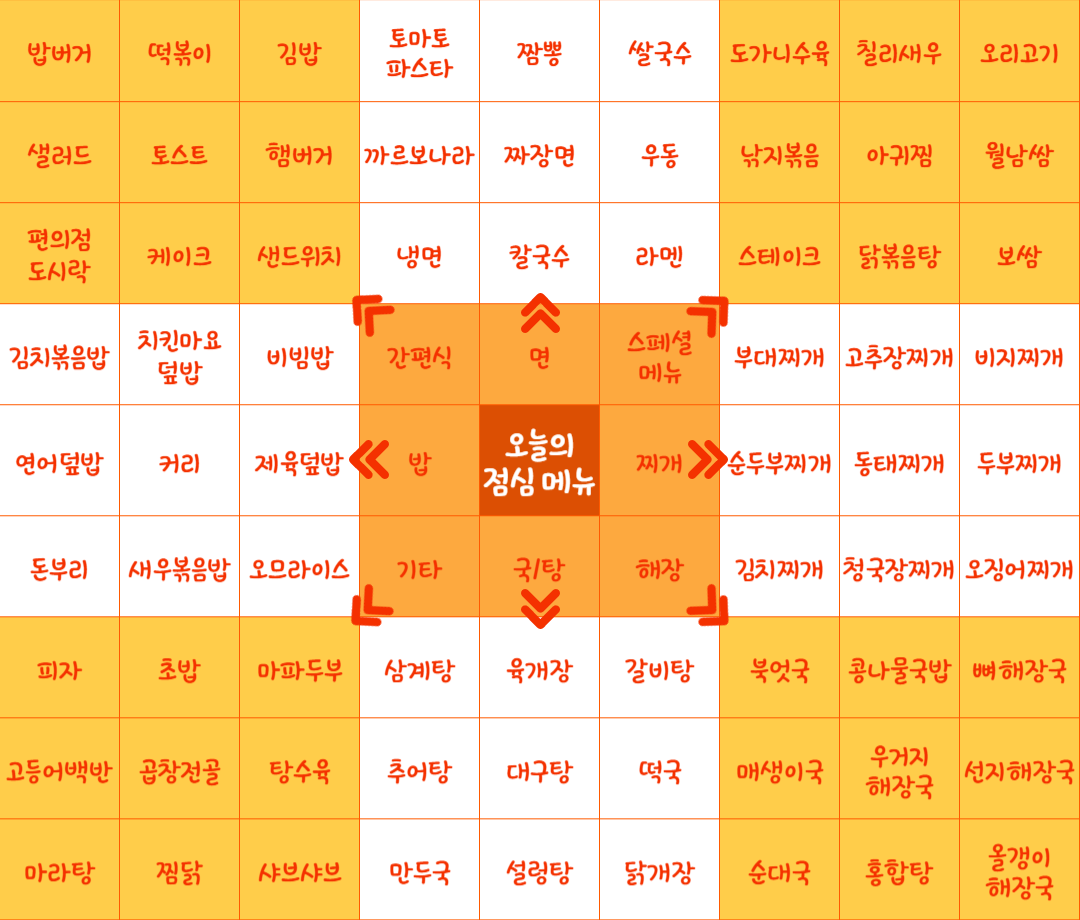 밥버거 떡볶이 김밥 토마토 파스타 짬뽕 쌀국수 도가니수육 칠리새우 오리고기
샐러드 토스트 햄버거 까르보나라 짜장면 우동 낚지볶음 아귀찜 월남쌈
편의점 도시락 케이크 샌드위치 냉면 칼국수 라멘 스테이크 닭볶음탕 보쌈
김치볶음밥 치킨마요 덮밥 비빔밥 간편식 면 스페셜 메뉴 부대찌개 고추장찌개 비지찌개
연어덮밥 커리 제육덮밥 밥 오늘의 점심 메뉴 찌개 순두부찌개 동태찌개 두부찌개
돈부리 새우볶음밥 오므라이스 기타 국/탕 해장 김치찌개 청국장찌개 오징어찌개
피자 초밥 마파두부 삼계탕 육개장 갈비탕 북엇국 콩나물국밥 뼈해장국
고등어백반 곱창전골 탕수육 추어탕 대구탕 떡국 매생이국 우거지 해장국 선지해장국
마라탕 찜닭 샤브샤브 만두국 설렁탕 닭개장 순대국 홍합탕 올갱이 해장국